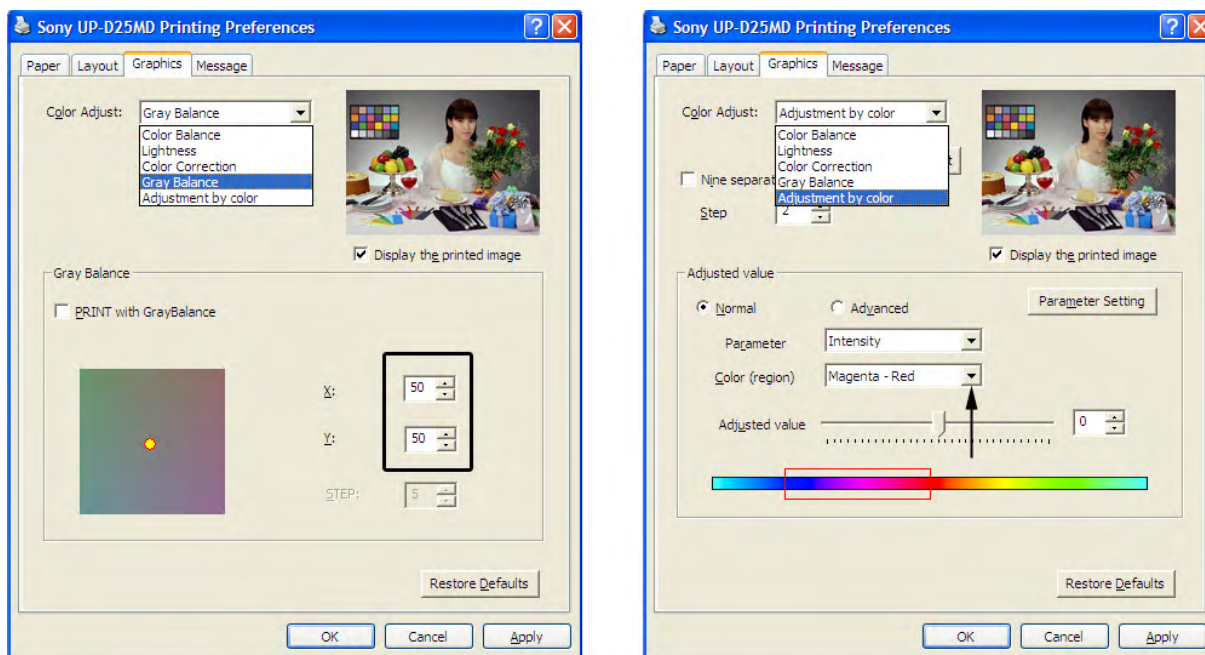 Sony UP-D25MD Printing Preferences
Paper Layout Graphics Message
Color Adjust: Gray Balance
Color Balance
Lightness
Color Correction
Gray Balance
Adjustment by color
Display the printed image
Gray Balance
PRINT with GrayBalance
X: 50
Y: 50
STEP: 5
Restore Defaults
OK Cancel Apply
Sony UP-D25MD Printing Preferences
Paper Layout Graphics Message
Color Adjust: Adjustment by color
Color Balance
Lightness
Color Correction
Gray Balance
Adjustment by color
t
Nine separat
Step 2
Display the printed image
Adjusted value
Normal Advanced Parameter Setting
Parameter Intensity
Color (region) Magenta - Red
Adjusted value 0
Restore Defaults
OK Cancel Apply